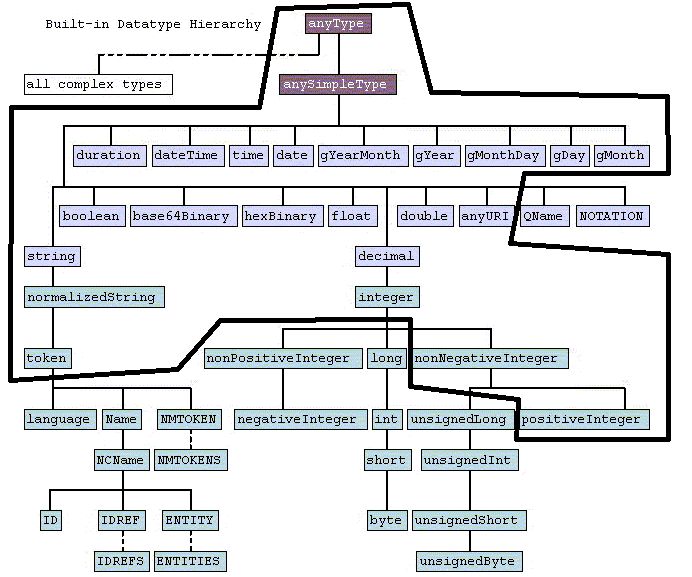 Built-in Datatype Hierarchy
anyType
all complex types
anySimpleType
duration dateTime time date gYearMonth gYear gMonthDay gDay gMonth
boolean base64Binary hexBinary float double anyURI QName NOTATION
string decimal
normalizedString integer
token nonPositiveInteger long nonNegativeInteger
language Name NMTOKEN negativeInteger int unsignedLong positiveInteger
NCName NMTOKENS short unsignedInt
ID IDREF ENTITY byte unsignedShort
IDREFS ENTITIES unsignedByte